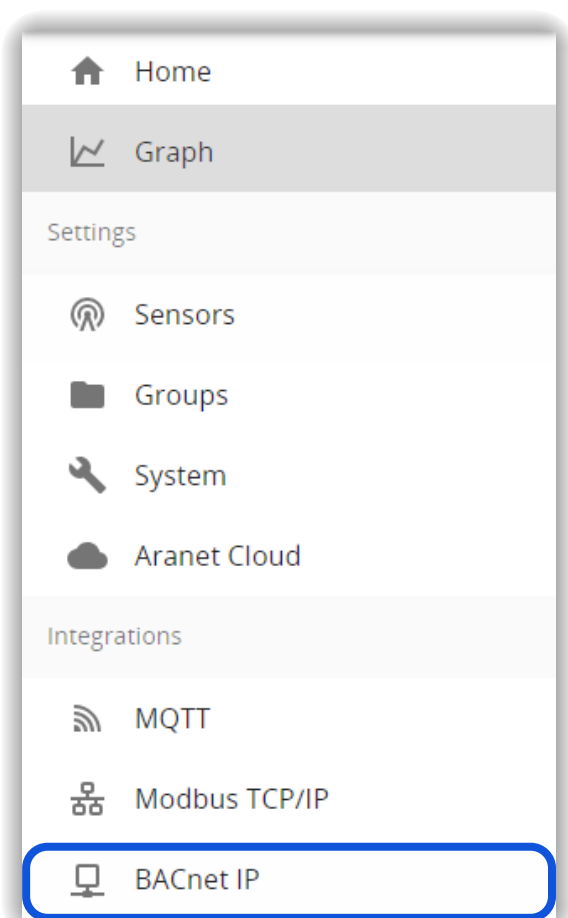 Home
Graph
Settings
Sensors
Groups
System
Aranet Cloud
Integrations
MQTT
Modbus TCP/IP
BACnet IP